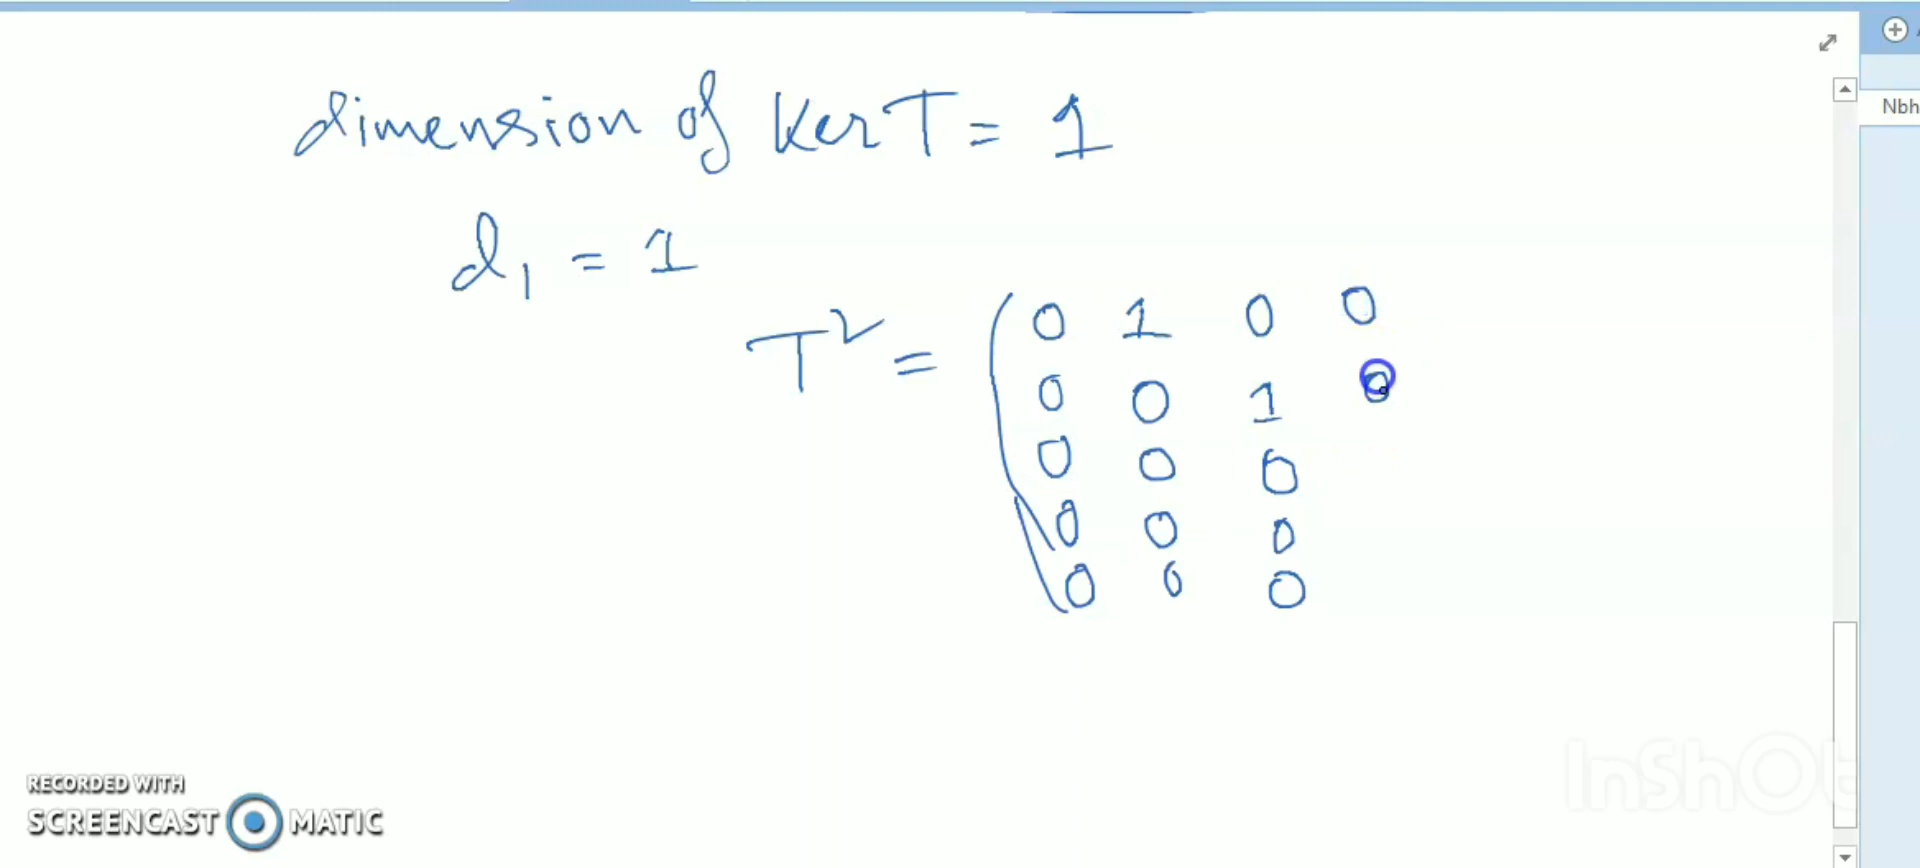 dimension of Ker T = 1
d₁ = 1
T² = ( 0 1 0 0
0 0 1 0
0 0 0
0 0 0
0 0 0
Nbh
RECORDED WITH
SCREENCAST MATIC
InShOt